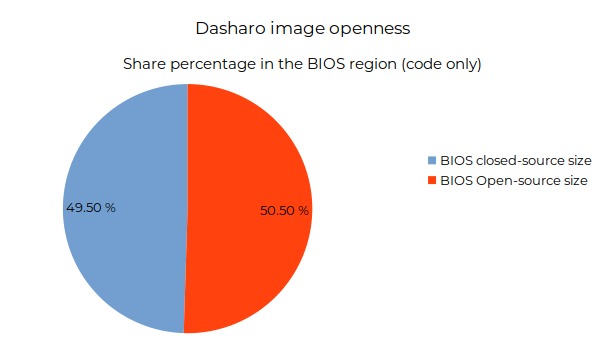 Dasharo image openness
Share percentage in the BIOS region (code only)
BIOS closed-source size
BIOS Open-source size
49.50 %
50.50 %